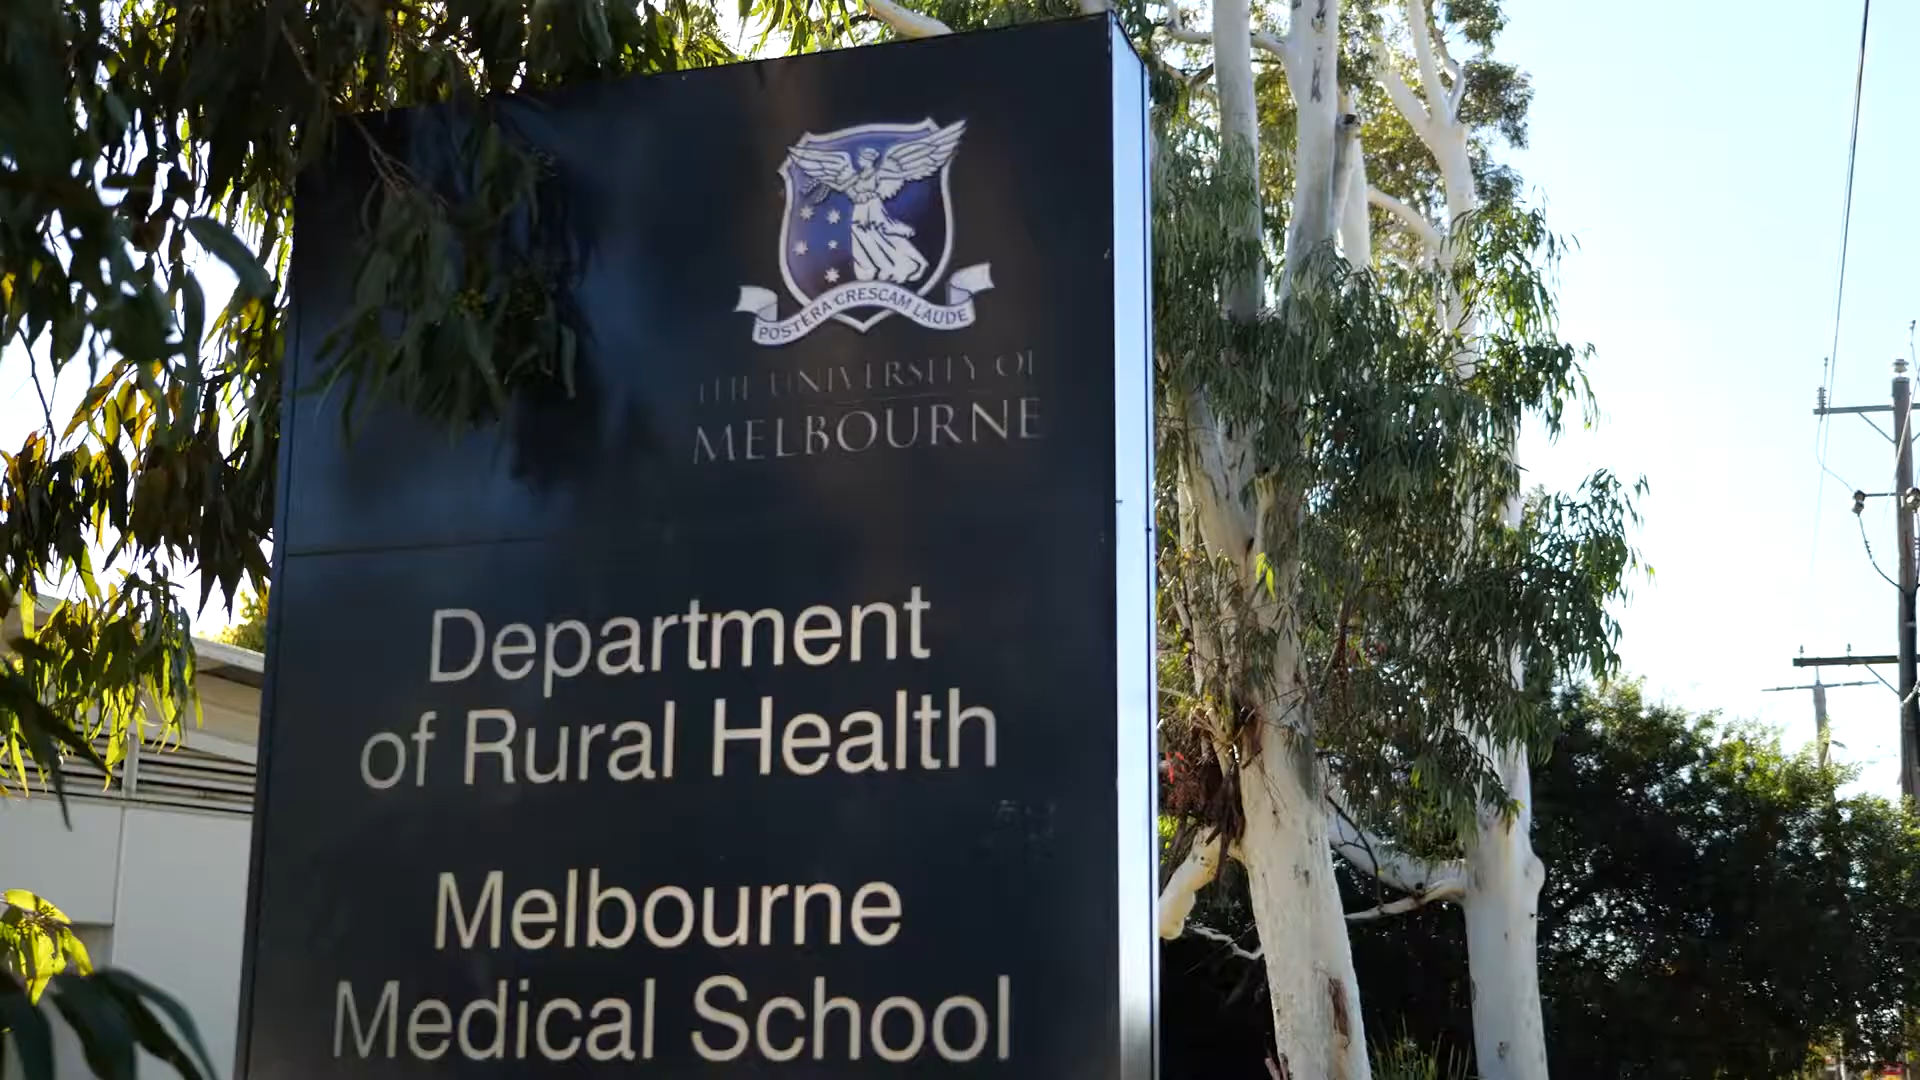 POSTERA CRESCAM LAUDE
THE UNIVERSITY OF
MELBOURNE
Department
of Rural Health
Melbourne
Medical School